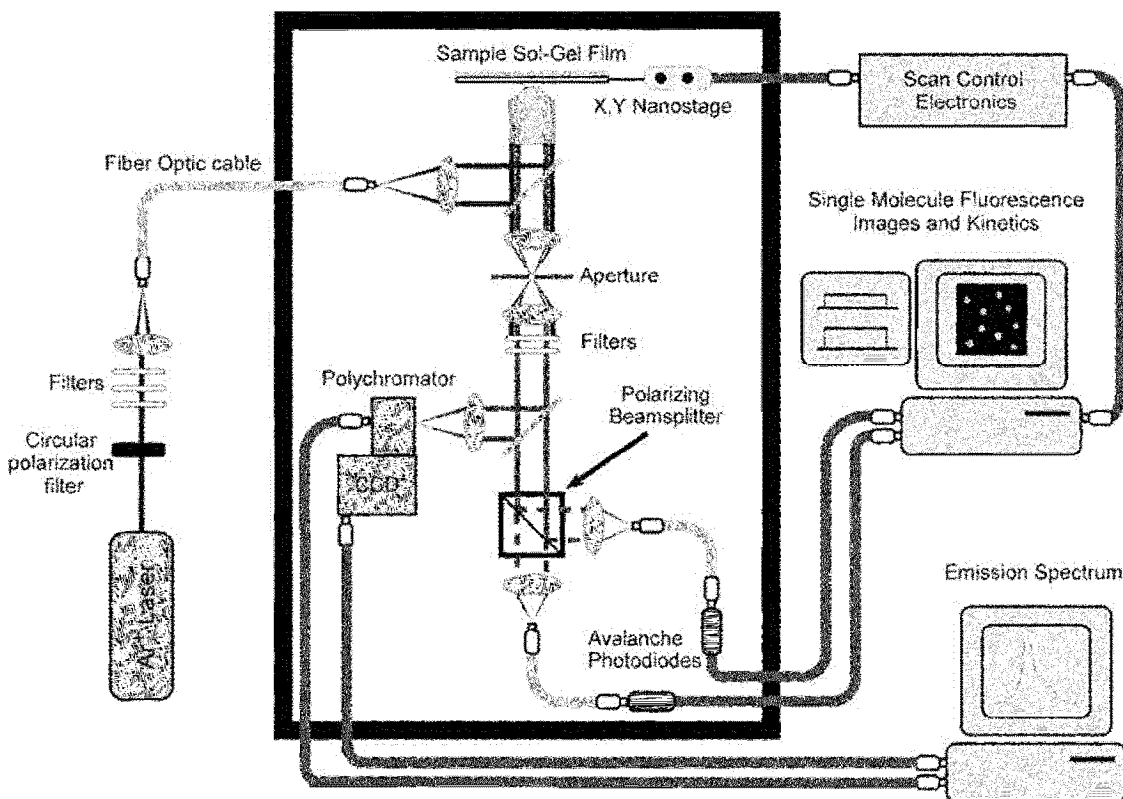 Sample Sol-Gel Film
X,Y Nanostage
Scan Control
Electronics
Fiber Optic cable
Single Molecule Fluorescence
Images and Kinetics
Aperture
Filters
Filters
Polychromator
Polarizing
Beamsplitter
Circular
polarization
filter
CCD
Ar+ Laser
Avalanche
Photodiodes
Emission Spectrum